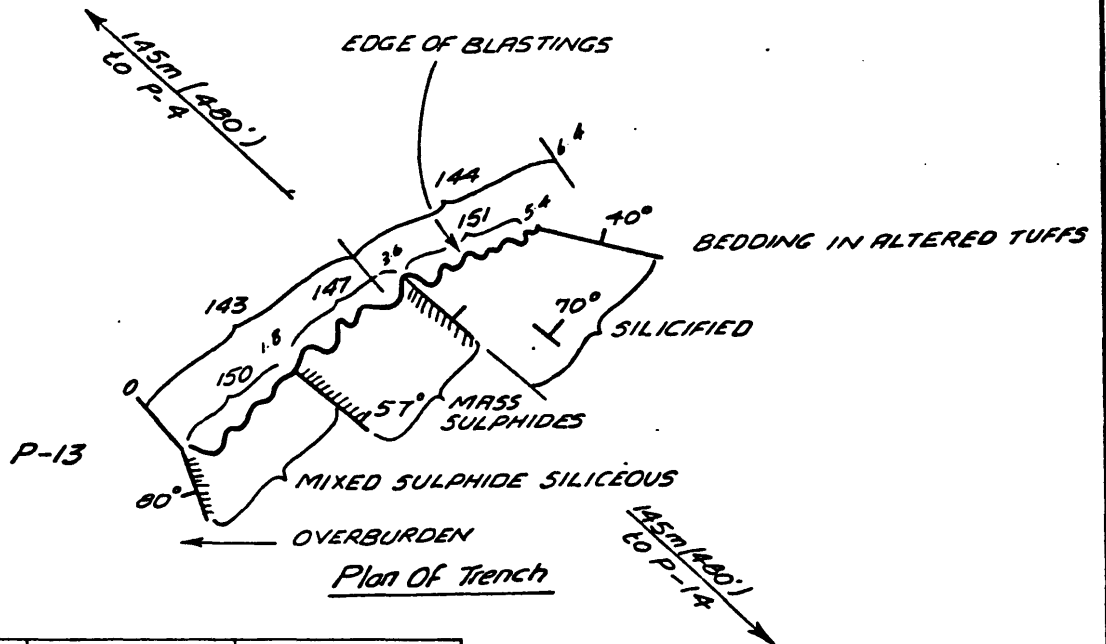 145m (480')
to P-4
EDGE OF BLASTINGS
6.4
144
151
5.4
40°
BEDDING IN ALTERED TUFFS
3.6
147
143
70°
SILICIFIED
1.8
150
0
57°
MASS
SULPHIDES
P-13
80°
MIXED SULPHIDE SILICEOUS
OVERBURDEN
Plan Of Trench
145m (480')
to P-14